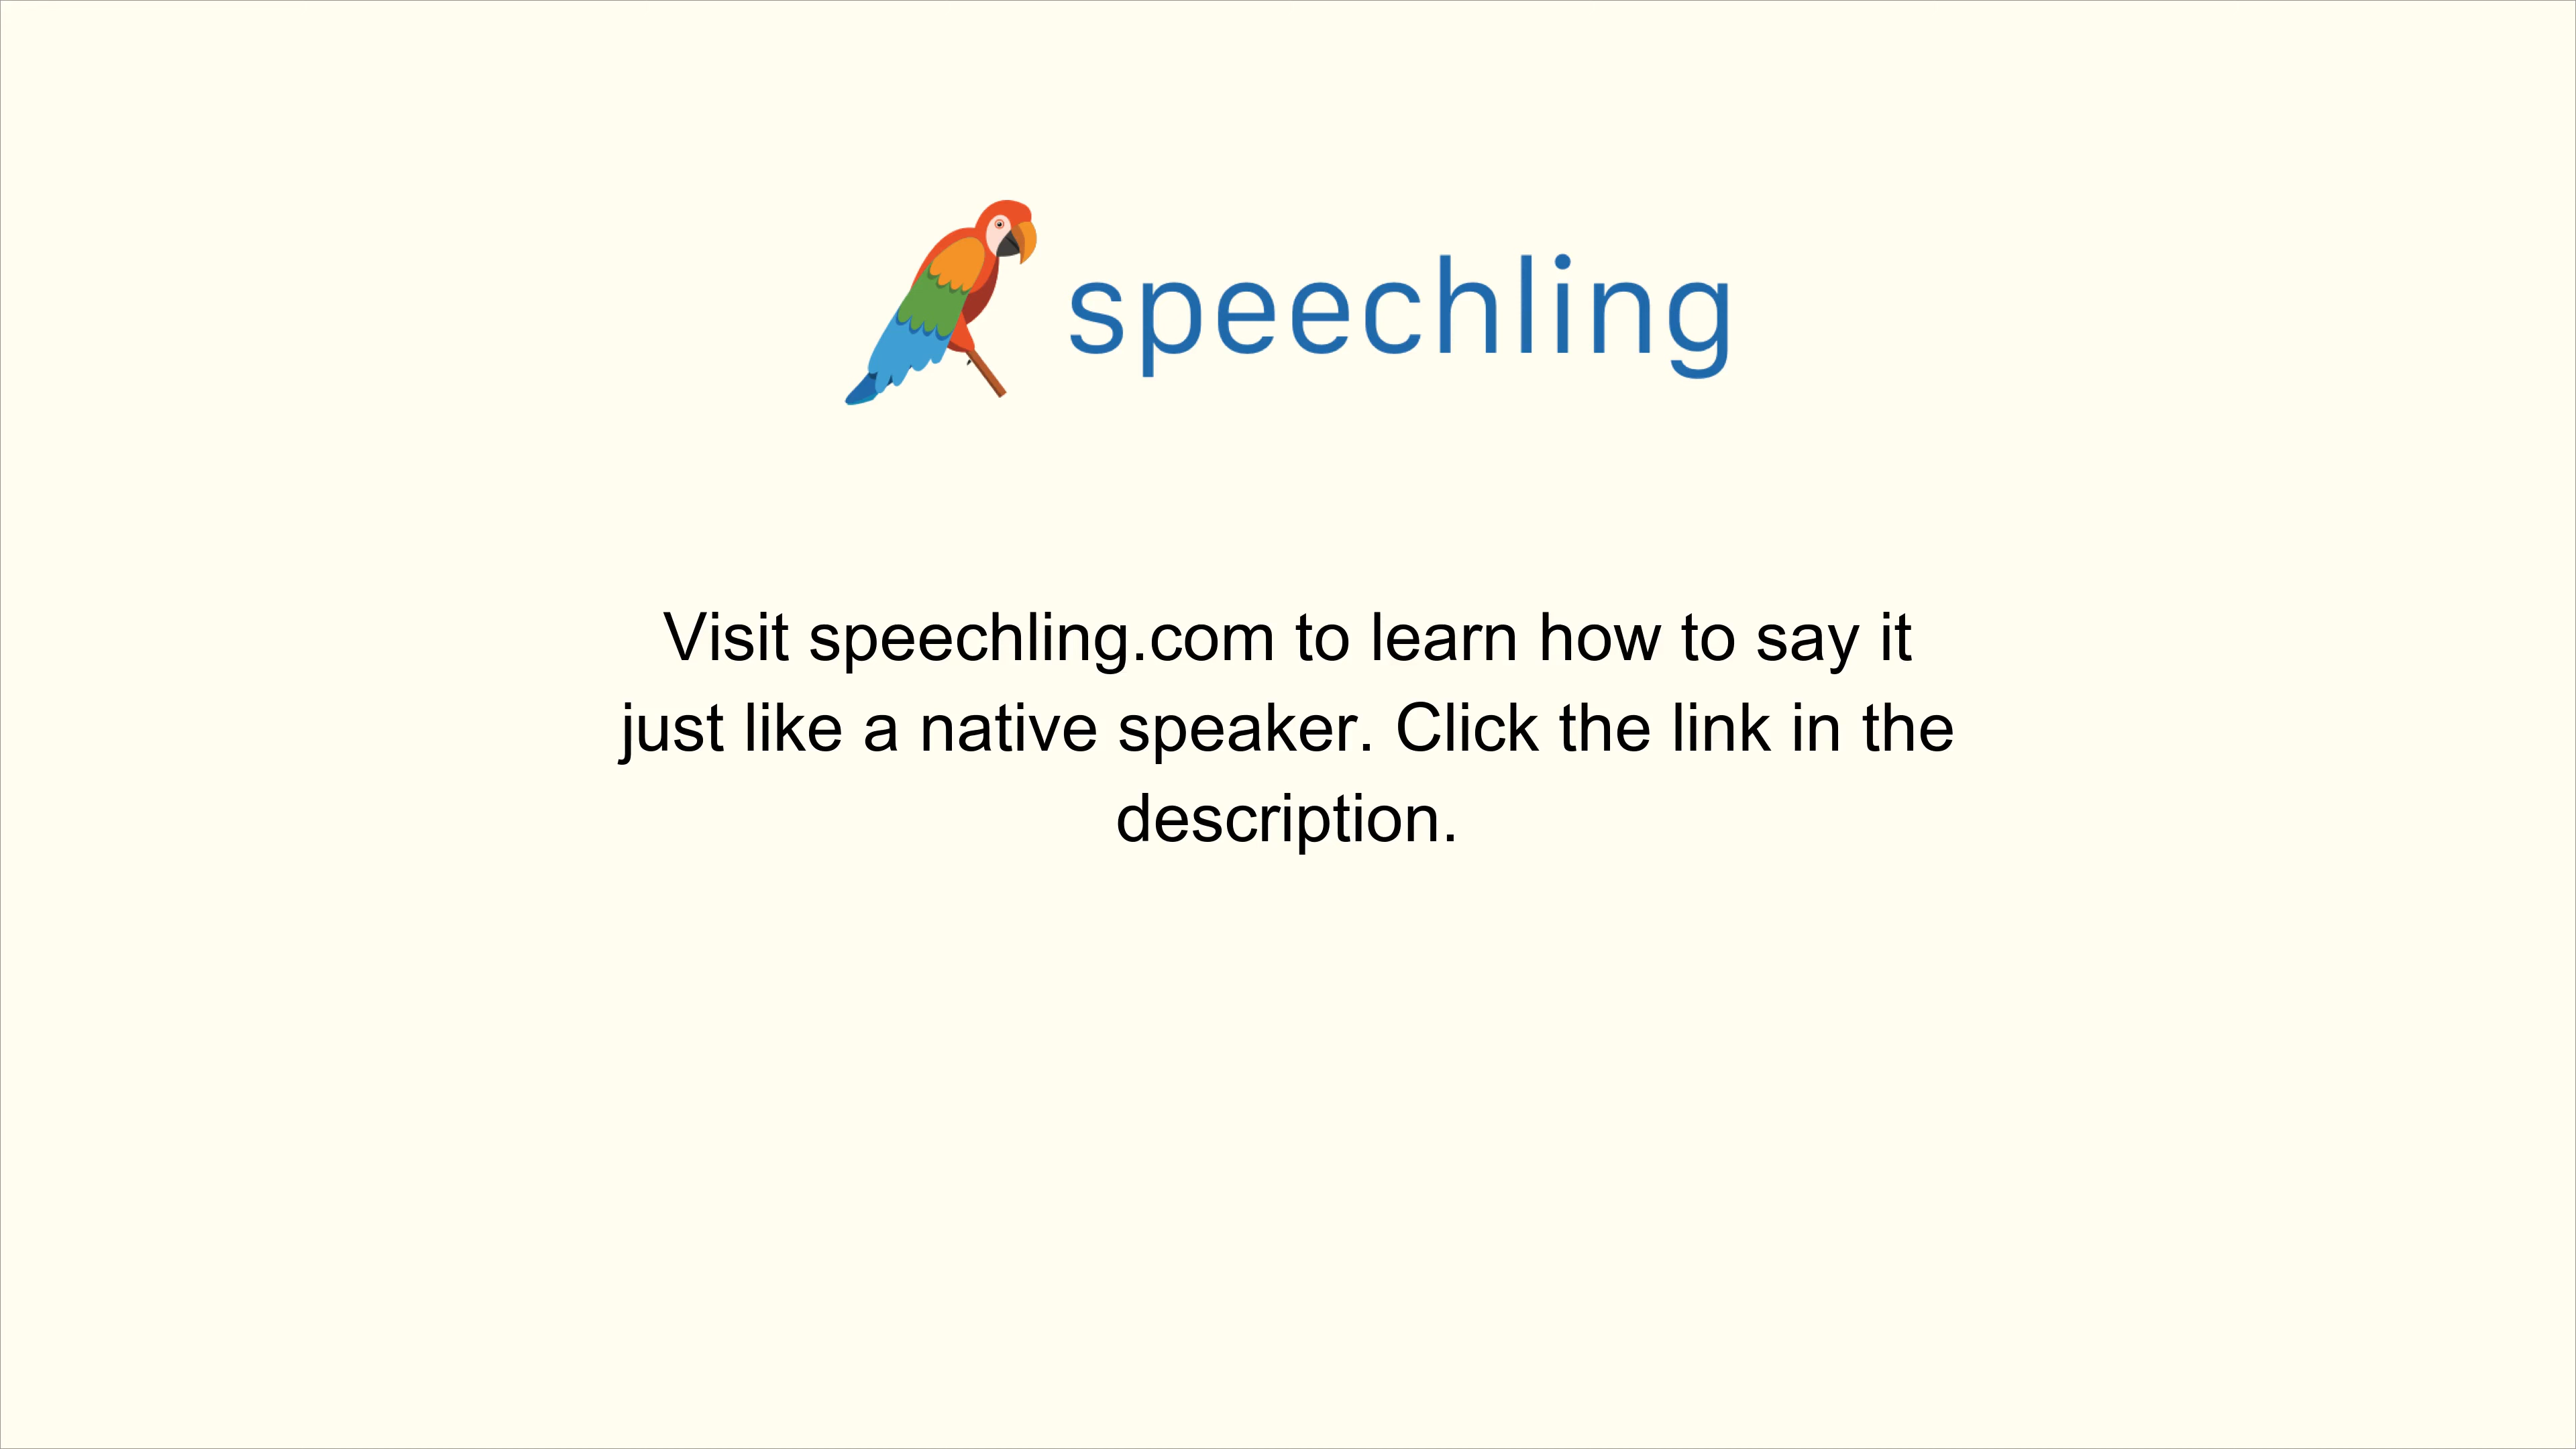 speechling
Visit speechling.com to learn how to say it
just like a native speaker. Click the link in the
description.